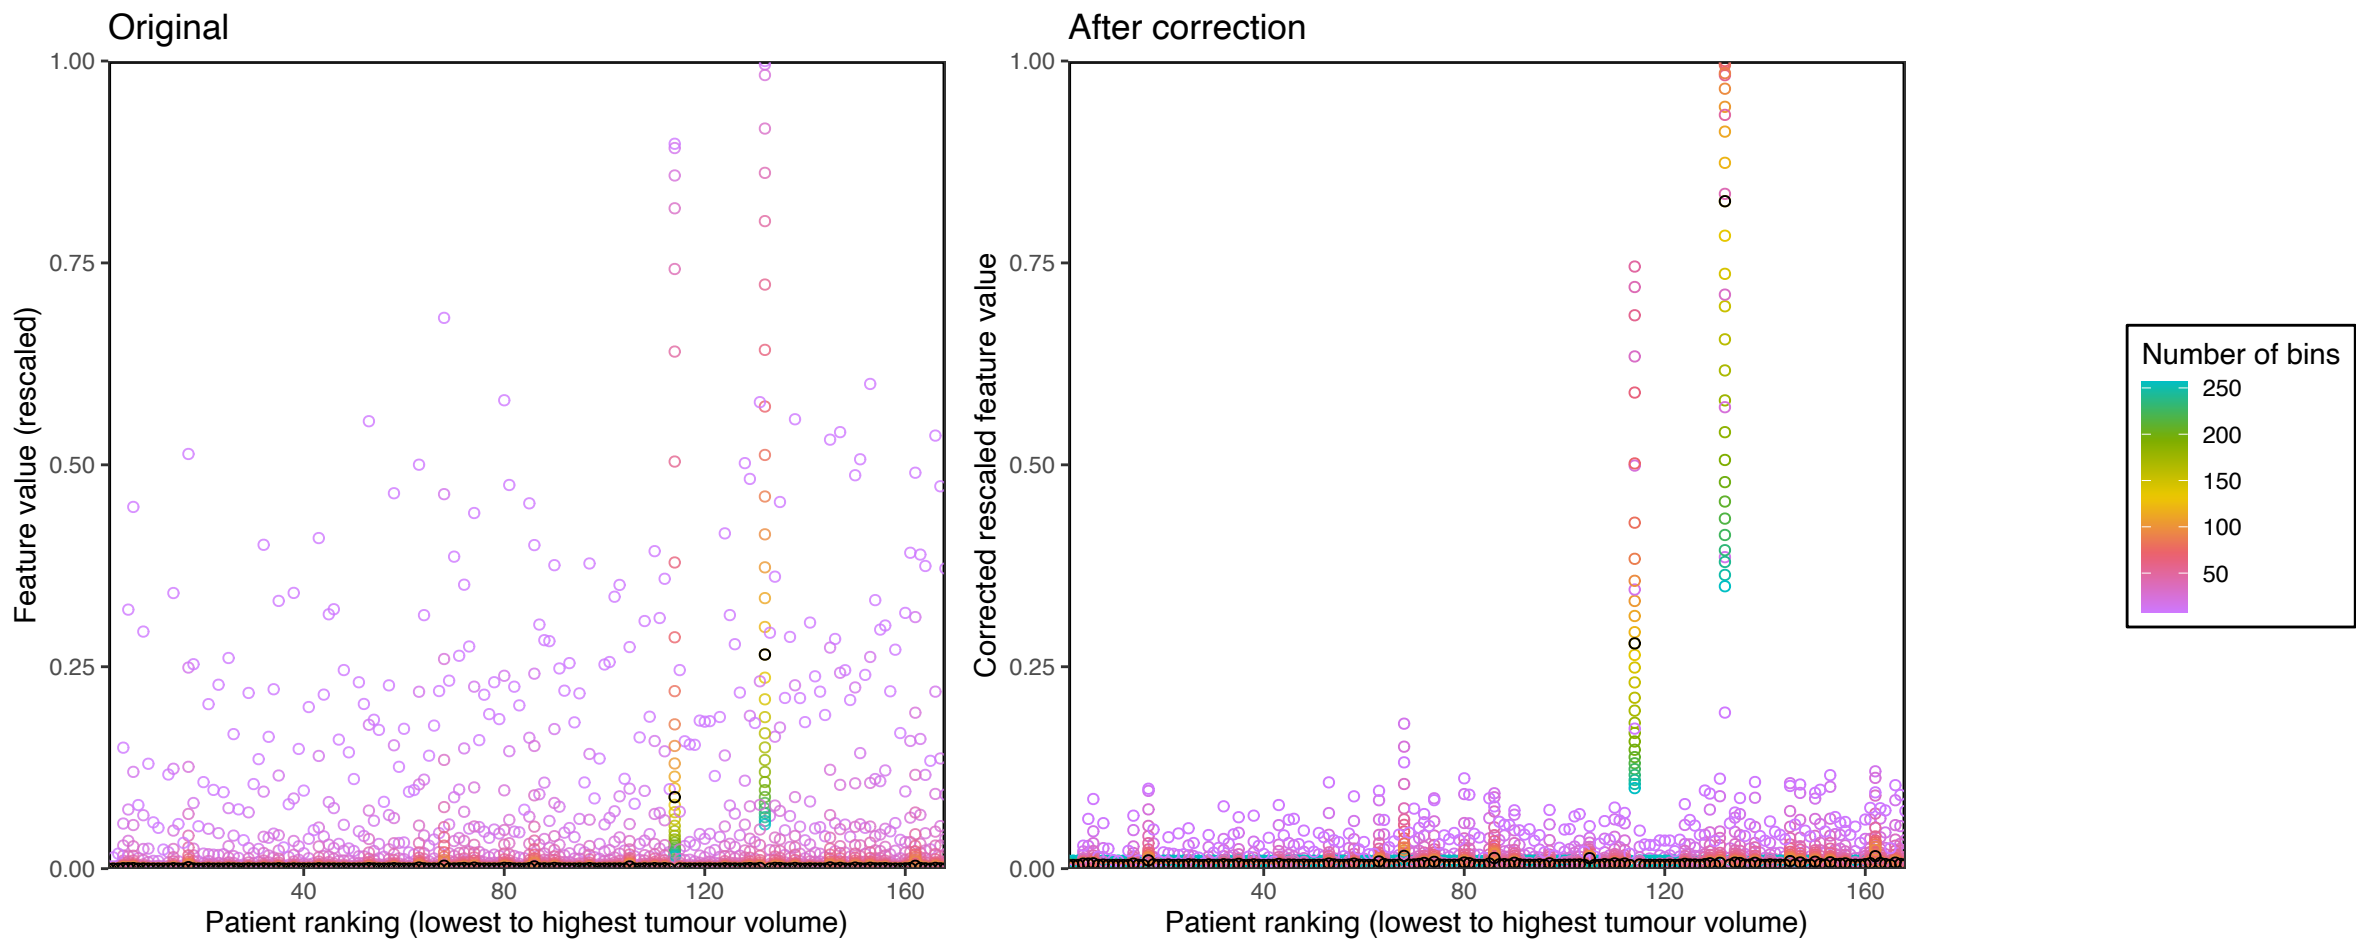 Original
1.00
0.75
0.50
0.25
0.00
Feature value (rescaled)
40 80 120 160
Patient ranking (lowest to highest tumour volume)
After correction
1.00
0.75
0.50
0.25
0.00
Corrected rescaled feature value
40 80 120 160
Patient ranking (lowest to highest tumour volume)
Number of bins
250
200
150
100
50